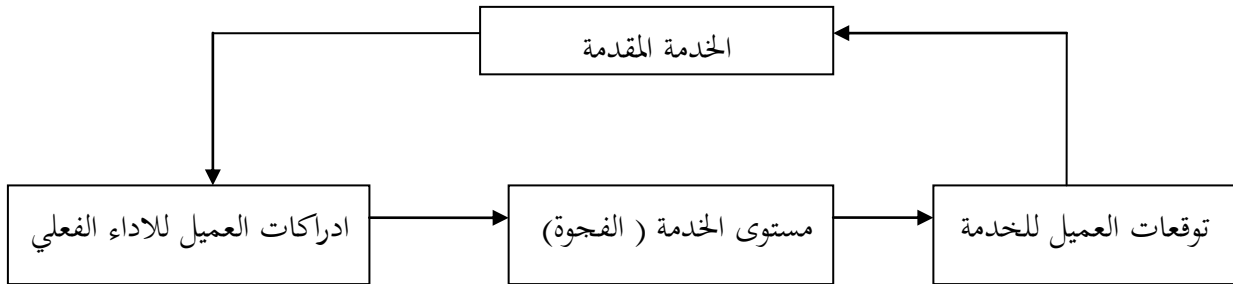 الخدمة المقدمة
توقعات العميل للخدمة
مستوى الخدمة ( الفجوة)
ادراكات العميل للاداء الفعلي